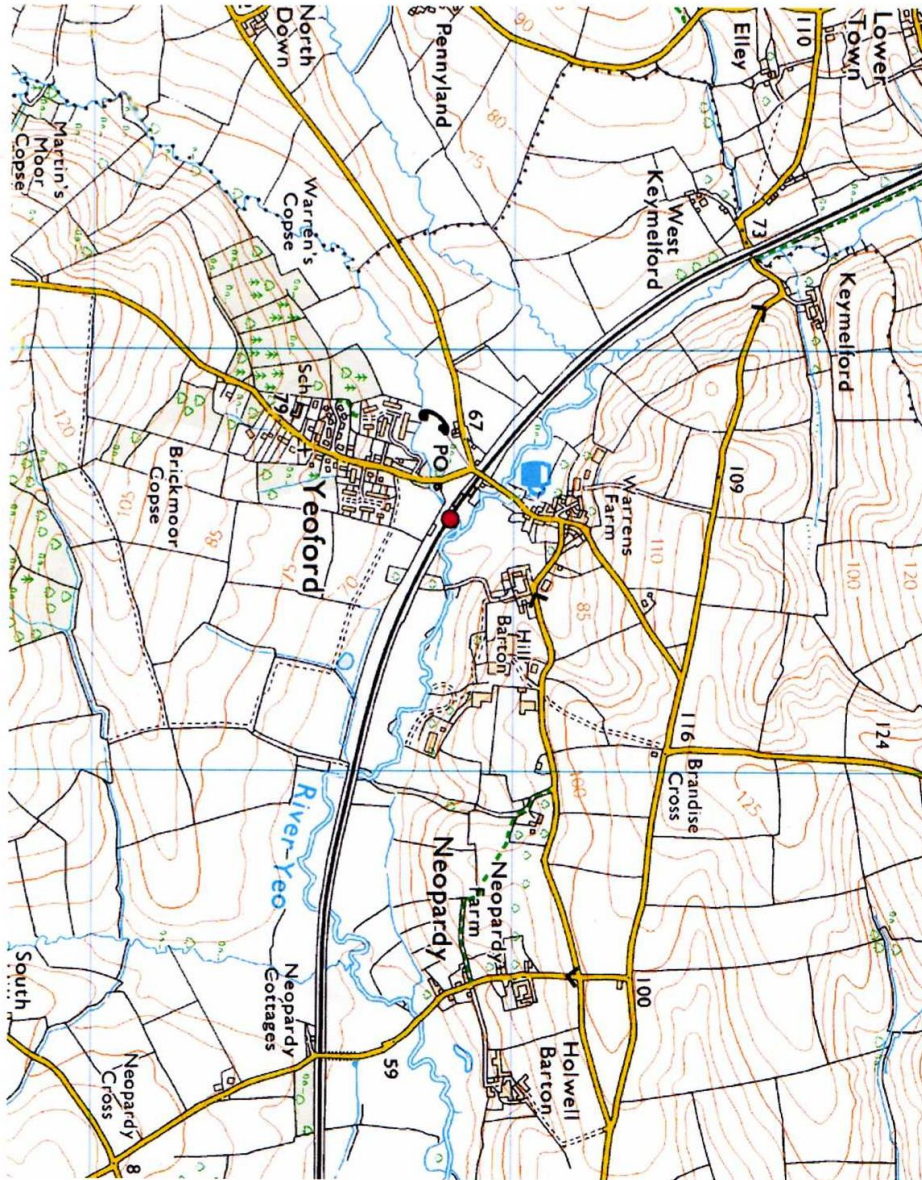 120
Lower
Town
124
100
Keymelford
110
Elley
73
125
109
West
Keymelford
116
Brandise
Cross
110
100
Warrens
Farm
85
100
Holwell
Barton
Hill
Barton
90
80
Neopardy
Farm
75
67
Pennyland
PO
Neopardy
59
North
Down
Warren's
Copse
Yeoford
River Yeo
Neopardy
Cottages
Sch
79
70
75
85
Brickmoor
Copse
105
120
Martin's
Moor
Copse
Neopardy
Cross
8
South